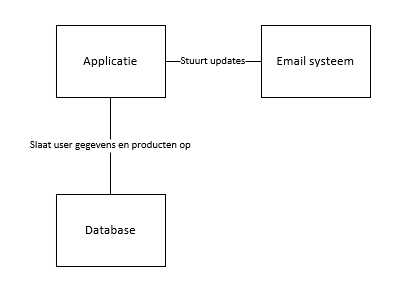 Applicatie
Stuurt updates
Email systeem
Slaat user gegevens en producten op
Database